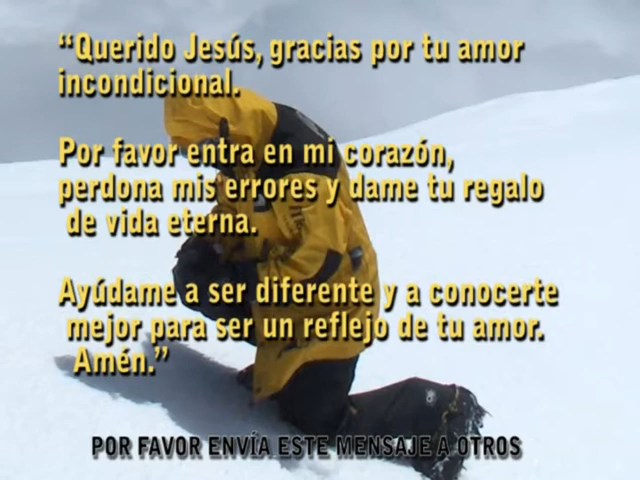 “Querido Jesús, gracias por tu amor
incondicional.
Por favor entra en mi corazón,
perdona mis errores y dame tu regalo
de vida eterna.
Ayúdame a ser diferente y a conocerte
mejor para ser un reflejo de tu amor.
Amén.”
POR FAVOR ENVÍA ESTE MENSAJE A OTROS